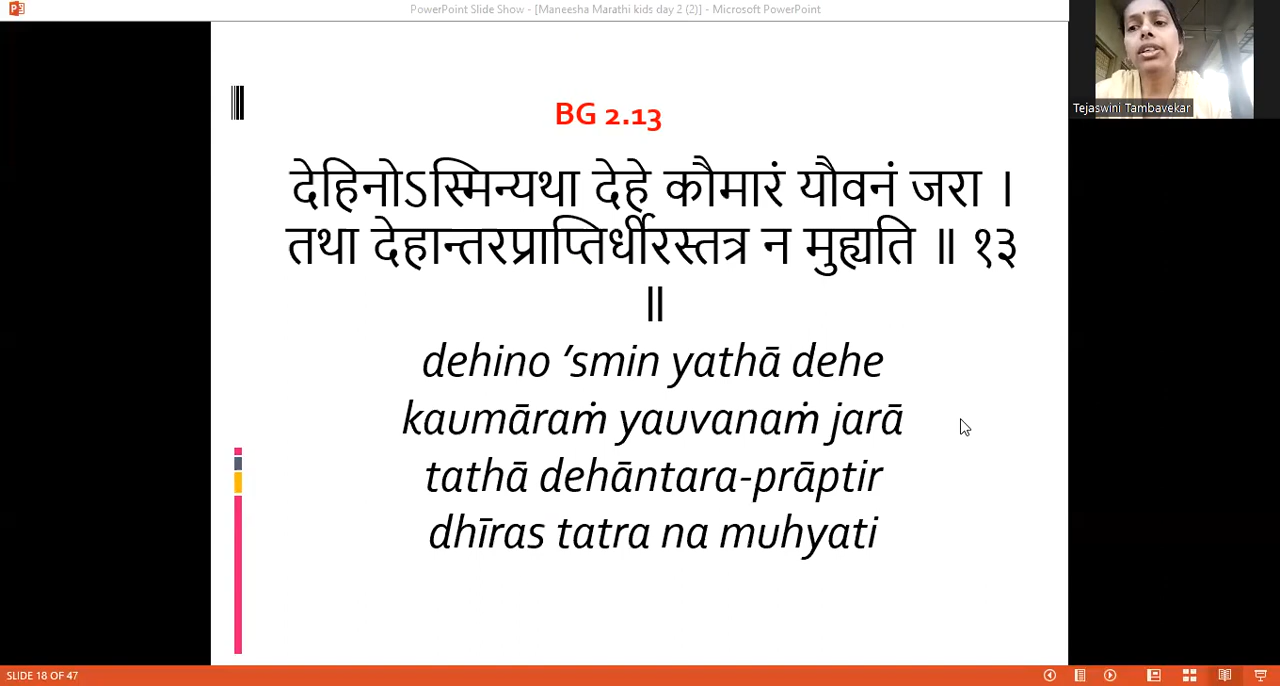 PowerPoint Slide Show - [Maneesha Marathi kids day 2 (2)] - Microsoft PowerPoint
Tejaswini Tambavekar
BG 2.13
देहिनोऽस्मिन्यथा देहे कौमारं यौवनं जरा ।
तथा देहान्तरप्राप्तिर्धीरस्तत्र न मुह्यति ॥ १३
॥
dehino ’smin yathā dehe
kaumāraṁ yauvanaṁ jarā
tathā dehāntara-prāptir
dhīras tatra na muhyati
SLIDE 18 OF 47